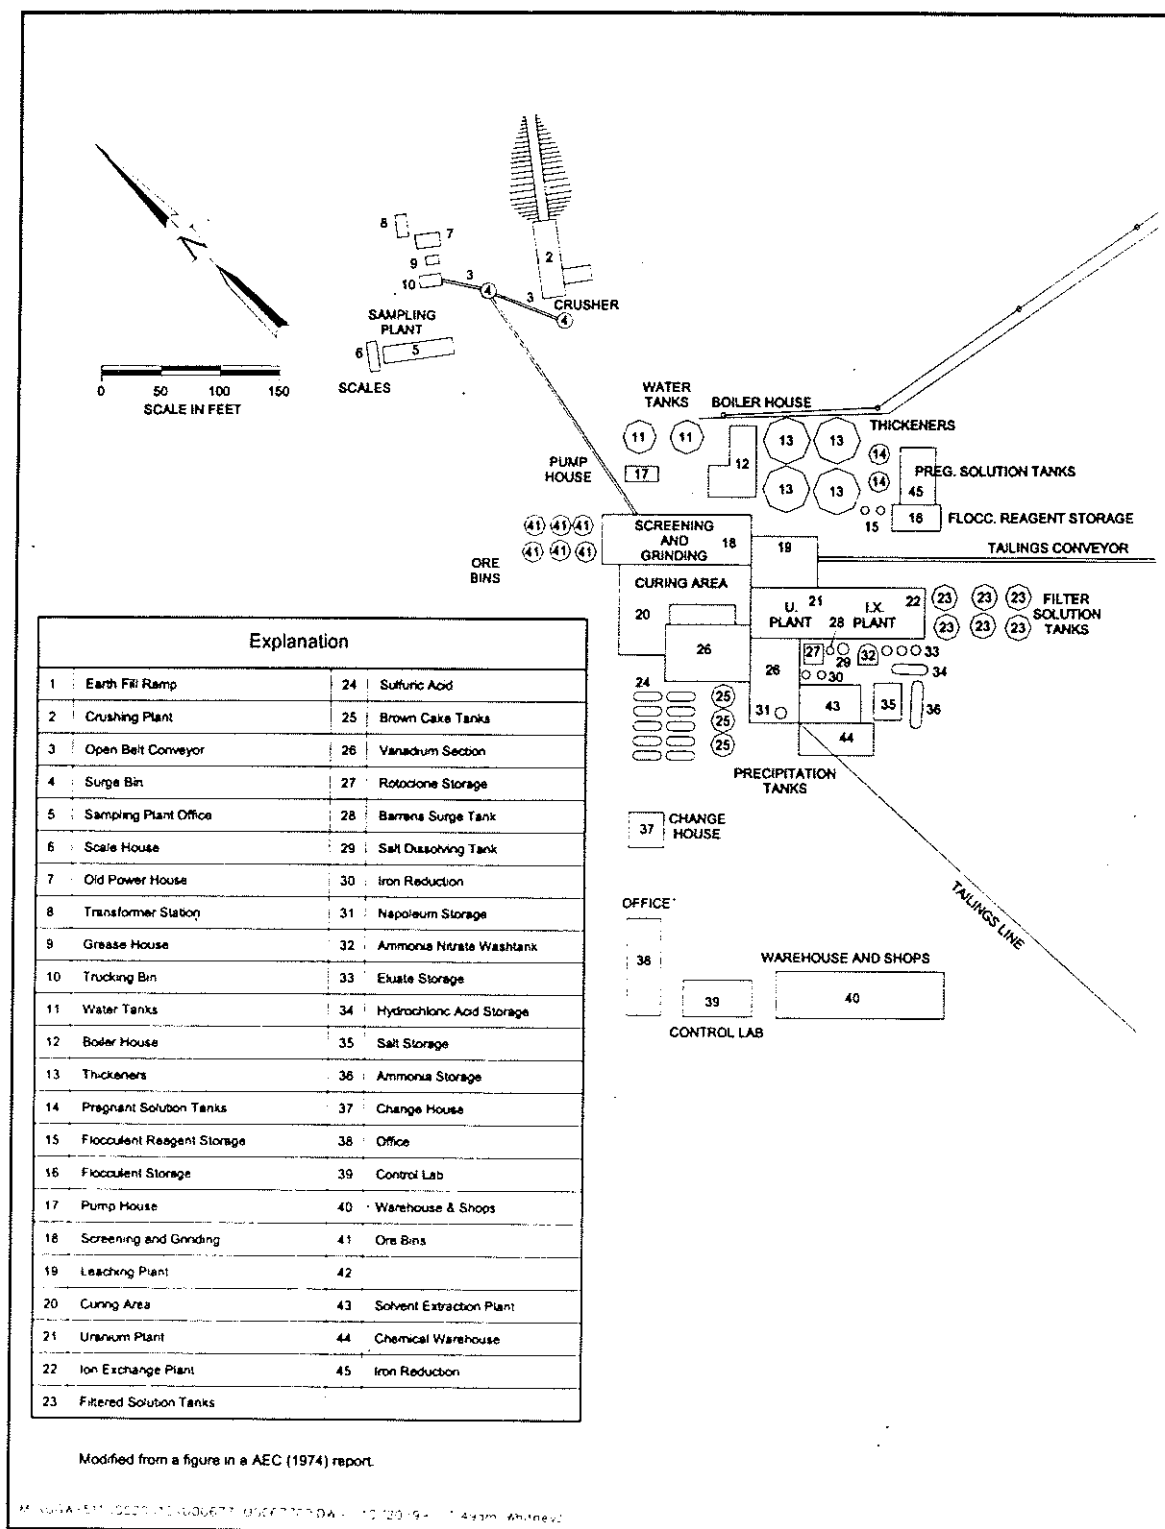 8
7
9
10
3
4
2
3
CRUSHER
4
SAMPLING
PLANT
6
5
SCALES
N
0 50 100 150
SCALE IN FEET
WATER
TANKS
BOILER HOUSE
11 11
12
13 13
13 13
THICKENERS
14
14
PREG. SOLUTION TANKS
45
PUMP
HOUSE
17
15
16
FLOCC. REAGENT STORAGE
41 41 41
41 41 41
ORE
BINS
SCREENING
AND
GRINDING
18
19
TAILINGS CONVEYOR
CURING AREA
20
26
U.
PLANT
21
I.X.
PLANT
22
23 23 23
23 23 23
FILTER
SOLUTION
TANKS
28
27
29
32
33
30
34
26
24
25
25
25
31
43
35
36
44
PRECIPITATION
TANKS
37
CHANGE
HOUSE
OFFICE
38
39
CONTROL LAB
WAREHOUSE AND SHOPS
40
TAILINGS LINE
Explanation
1 Earth Fill Ramp 24 Sulfuric Acid
2 Crushing Plant 25 Brown Cake Tanks
3 Open Belt Conveyor 26 Vanadium Section
4 Surge Bin 27 Rotoclone Storage
5 Sampling Plant Office 28 Barrens Surge Tank
6 Scale House 29 Salt Dissolving Tank
7 Old Power House 30 Iron Reduction
8 Transformer Station 31 Napoleum Storage
9 Grease House 32 Ammonia Nitrate Washtank
10 Trucking Bin 33 Eluate Storage
11 Water Tanks 34 Hydrochloric Acid Storage
12 Boiler House 35 Salt Storage
13 Thickeners 36 Ammonia Storage
14 Pregnant Solution Tanks 37 Change House
15 Flocculent Reagent Storage 38 Office
16 Flocculent Storage 39 Control Lab
17 Pump House 40 Warehouse & Shops
18 Screening and Grinding 41 Ore Bins
19 Leaching Plant 42
20 Curing Area 43 Solvent Extraction Plant
21 Uranium Plant 44 Chemical Warehouse
22 Ion Exchange Plant 45 Iron Reduction
23 Filtered Solution Tanks
Modified from a figure in a AEC (1974) report.